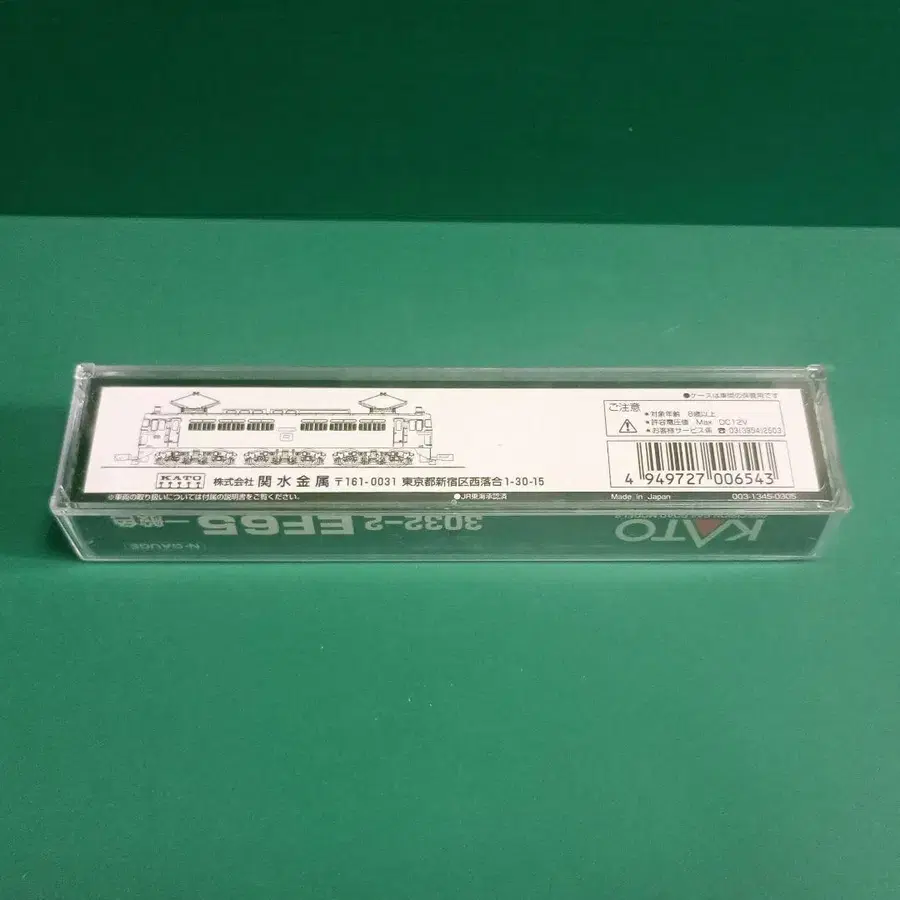 ●ケースは車両の保管用です
ご注意
●対象年齢 8歳以上
●許容電圧値 Max DC12V
●お客様サービス係 ☎ 03(3954)2503
KATO
株式会社 関水金属 〒161-0031 東京都新宿区西落合1-30-15
4 949727 006543
※車両の取り扱いについては付属の説明書をご覧ください。
●JR東海承認済
Made in Japan
003-1345-0305
KATO
3032-2 EF65 一般色
N-GAUGE